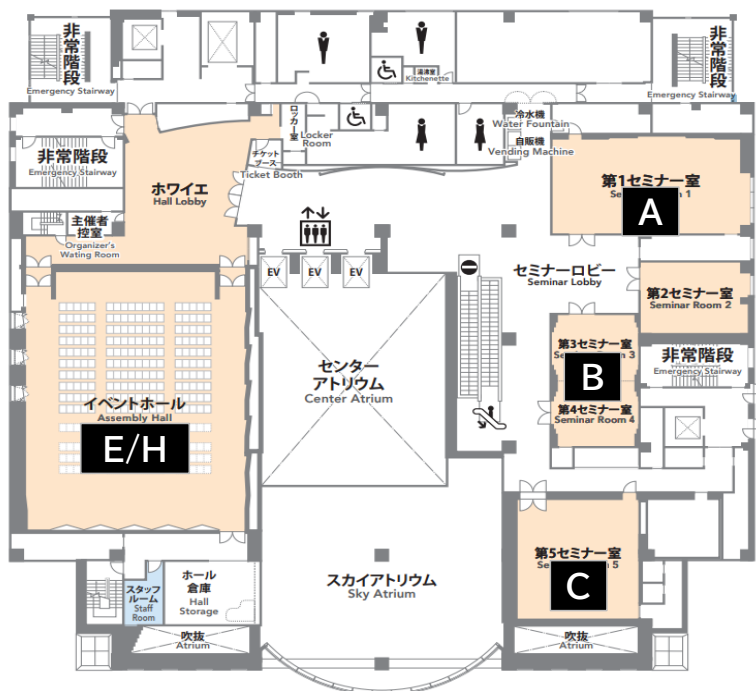 非常階段
Emergency Stairway
湯沸室
Kitchenette
非常階段
Emergency Stairway
ロッカー室
Locker
Room
冷水機
Water Fountain
自販機
Vending Machine
非常階段
Emergency Stairway
チケット
ブース
Ticket Booth
ホワイエ
Hall Lobby
第1セミナー室
A
1
主催者
控室
Organizer's
Wating Room
EV
EV
EV
セミナーロビー
Seminar Lobby
第2セミナー室
Seminar Room 2
第3セミナー室
3
B
第4セミナー室
Seminar Room 4
非常階段
Emergency Stairway
センター
アトリウム
Center Atrium
イベントホール
Assembly Hall
E/H
第5セミナー室
5
C
スカイアトリウム
Sky Atrium
スタッフ
ルーム
Staff
Room
ホール
倉庫
Hall
Storage
吹抜
Atrium
吹抜
Atrium